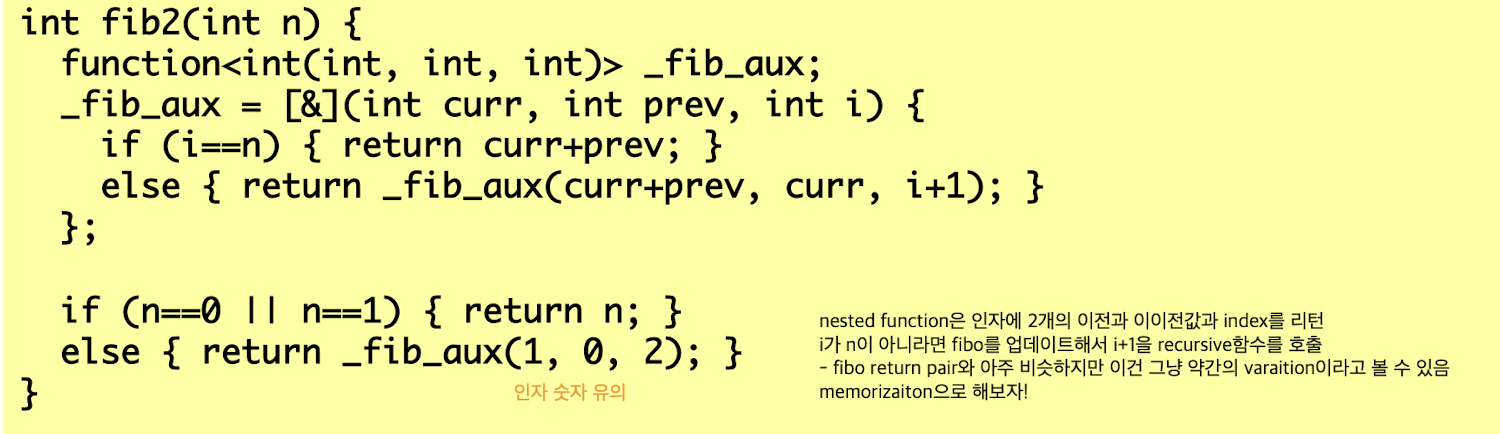 int fib2(int n) {
  function<int(int, int, int)> _fib_aux;
  _fib_aux = [&](int curr, int prev, int i) {
    if (i==n) { return curr+prev; }
    else { return _fib_aux(curr+prev, curr, i+1); }
  };
  if (n==0 || n==1) { return n; }
  else { return _fib_aux(1, 0, 2); }
}
인자 숫자 유의
nested function은 인자에 2개의 이전과 이이전값과 index를 리턴
i가 n이 아니라면 fibo를 업데이트해서 i+1을 recursive함수를 호출
- fibo return pair와 아주 비슷하지만 이건 그냥 약간의 varaition이라고 볼 수 있음
memorizaiton으로 해보자!